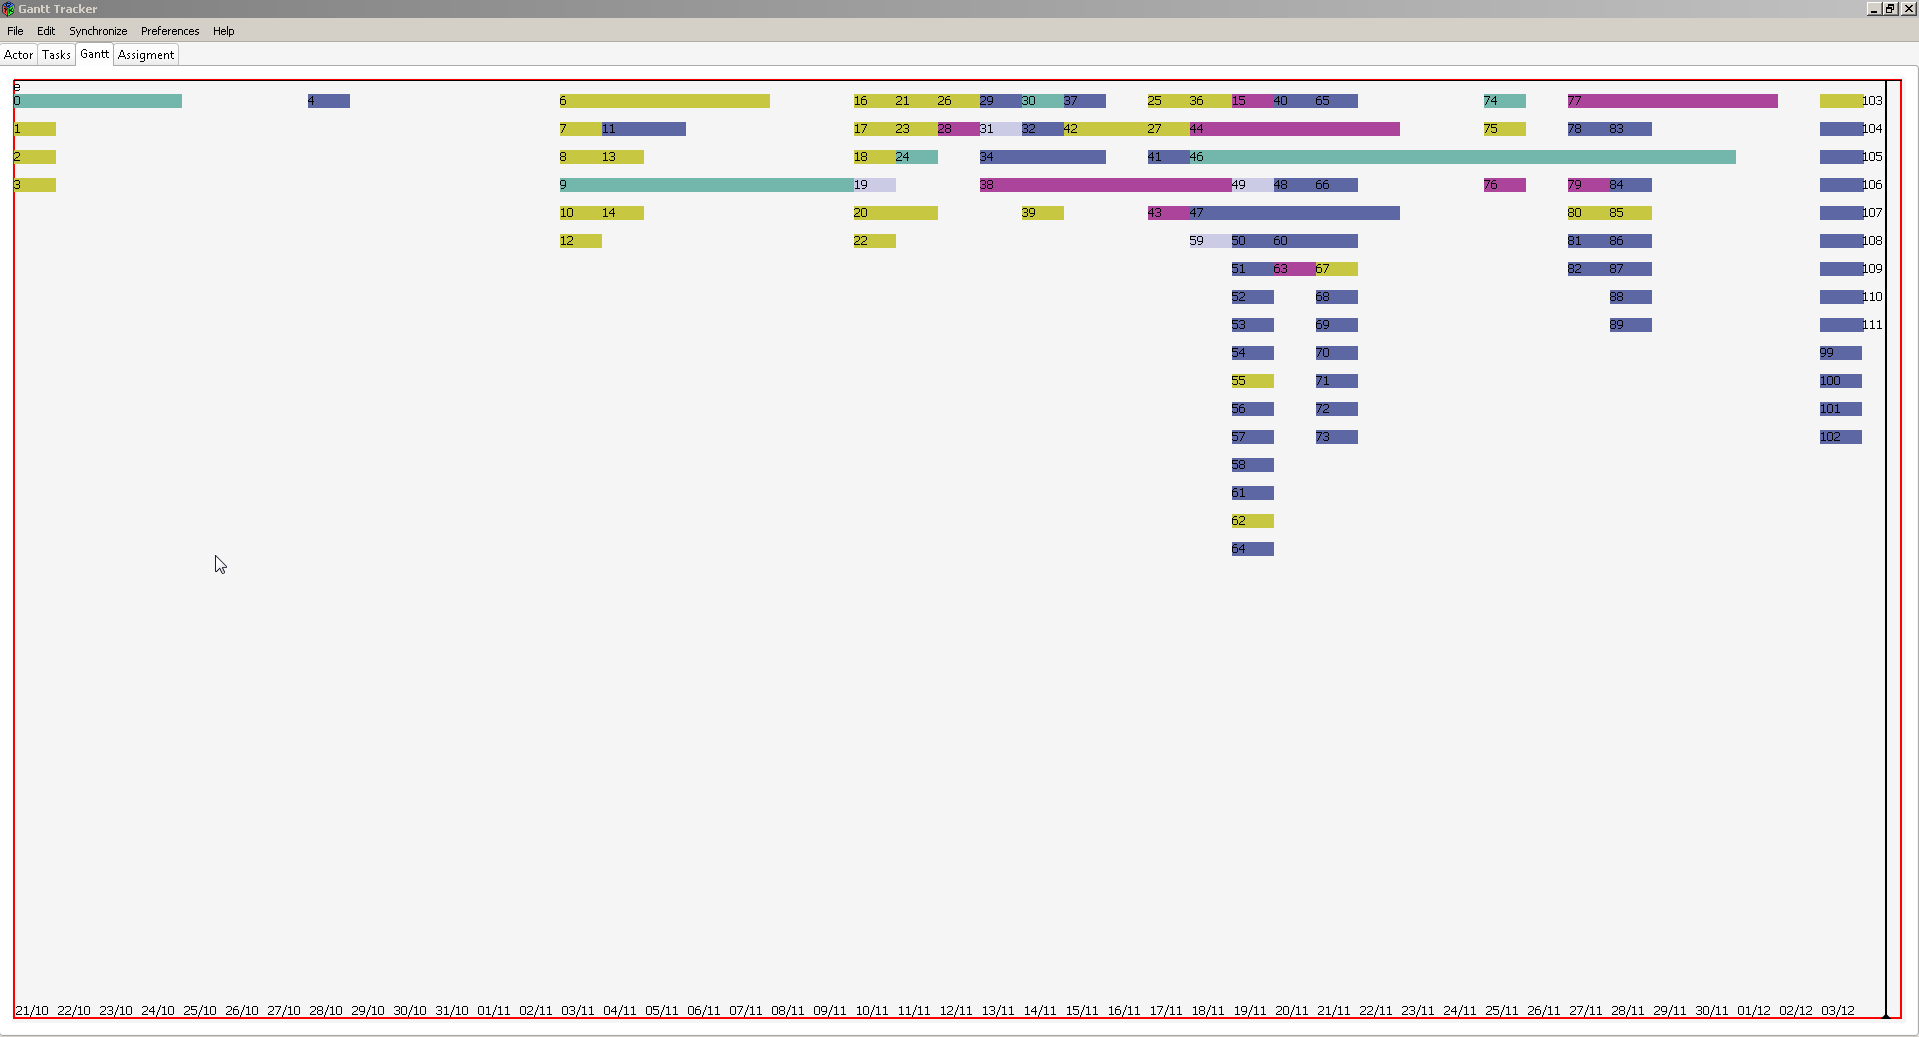 Gantt Tracker
File Edit Synchronize Preferences Help
Actor Tasks Gantt Assigment
e
0 4 6 16 21 26 29 30 37 25 36 15 40 65 74 77 103
1 7 11 17 23 28 31 32 42 27 44 75 78 83 104
2 8 13 18 24 34 41 46 105
3 9 19 38 49 48 66 76 79 84 106
10 14 20 39 43 47 80 85 107
12 22 59 50 60 81 86 108
51 63 67 82 87 109
52 68 88 110
53 69 89 111
54 70 99
55 71 100
56 72 101
57 73 102
58
61
62
64
21/10 22/10 23/10 24/10 25/10 26/10 27/10 28/10 29/10 30/10 31/10 01/11 02/11 03/11 04/11 05/11 06/11 07/11 08/11 09/11 10/11 11/11 12/11 13/11 14/11 15/11 16/11 17/11 18/11 19/11 20/11 21/11 22/11 23/11 24/11 25/11 26/11 27/11 28/11 29/11 30/11 01/12 02/12 03/12